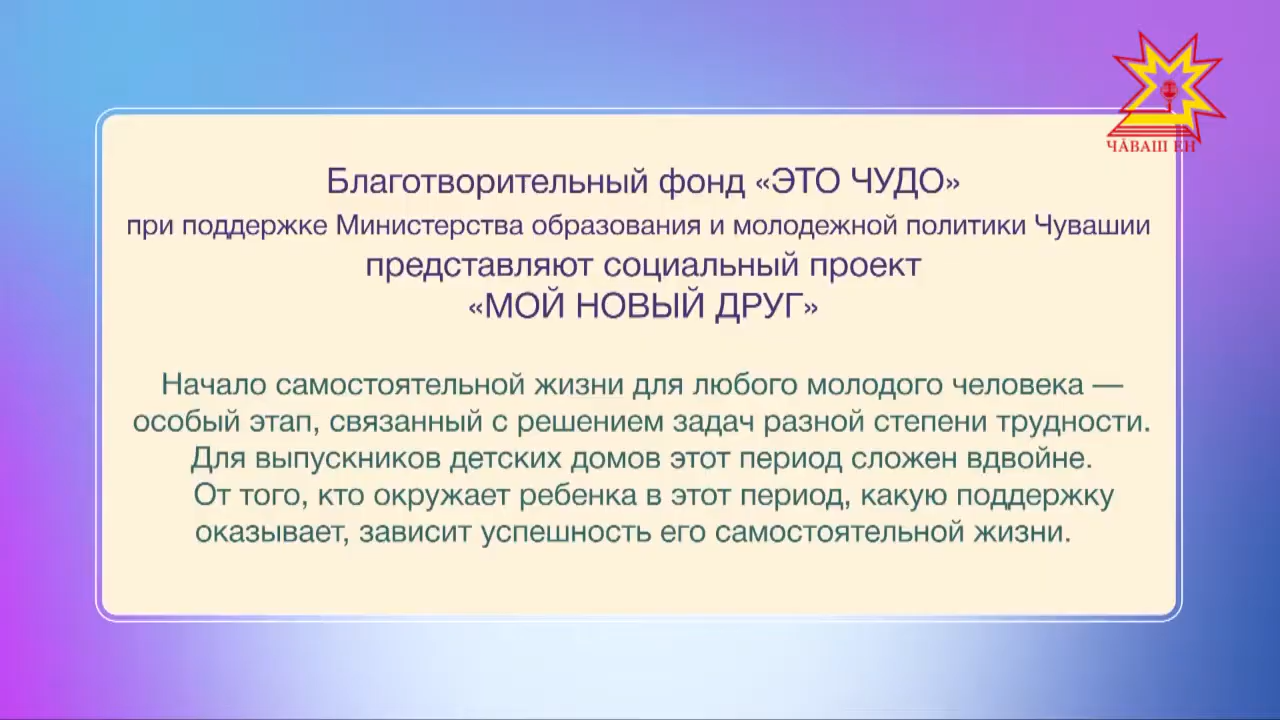 ЧӐВАШ ЕН
Благотворительный фонд «ЭТО ЧУДО»
при поддержке Министерства образования и молодежной политики Чувашии
представляют социальный проект
«МОЙ НОВЫЙ ДРУГ»
Начало самостоятельной жизни для любого молодого человека —
особый этап, связанный с решением задач разной степени трудности.
Для выпускников детских домов этот период сложен вдвойне.
От того, кто окружает ребенка в этот период, какую поддержку
оказывает, зависит успешность его самостоятельной жизни.